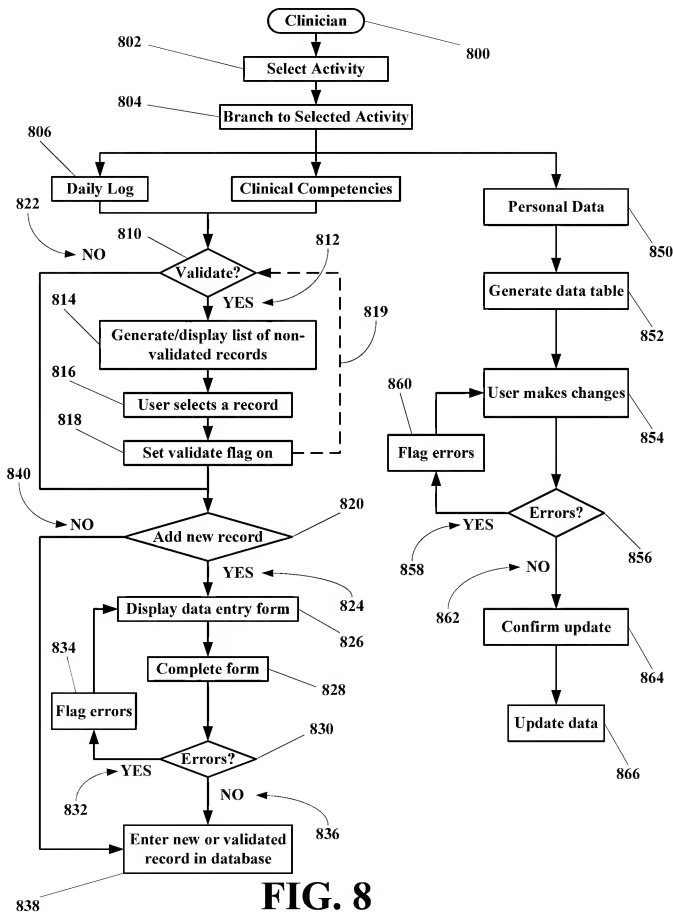 Clinician
800
802
Select Activity
804
Branch to Selected Activity
806
Daily Log
Clinical Competencies
Personal Data
850
822
NO
810
Validate?
812
YES
814
Generate/display list of non-
validated records
819
Generate data table
852
816
User selects a record
818
Set validate flag on
860
User makes changes
854
Flag errors
840
NO
820
Add new record
Errors?
YES
856
858
YES
824
NO
862
Display data entry form
826
Confirm update
864
834
Complete form
828
Flag errors
830
Errors?
YES
832
Update data
866
NO
836
Enter new or validated
record in database
838
FIG. 8